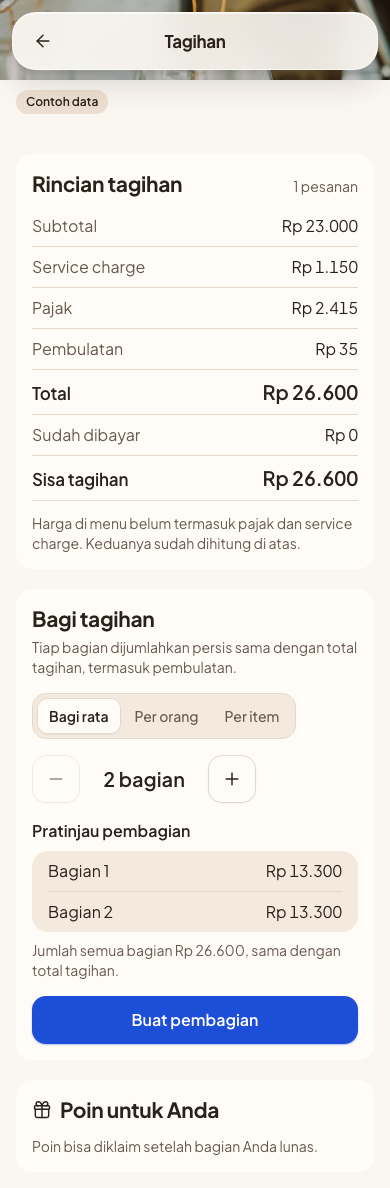 Tagihan
Contoh data
Rincian tagihan
1 pesanan
Subtotal
Rp 23.000
Service charge
Rp 1.150
Pajak
Rp 2.415
Pembulatan
Rp 35
Total
Rp 26.600
Sudah dibayar
Rp 0
Sisa tagihan
Rp 26.600
Harga di menu belum termasuk pajak dan service
charge. Keduanya sudah dihitung di atas.
Bagi tagihan
Tiap bagian dijumlahkan persis sama dengan total
tagihan, termasuk pembulatan.
Bagi rata
Per orang
Per item
2 bagian
Pratinjau pembagian
Bagian 1
Rp 13.300
Bagian 2
Rp 13.300
Jumlah semua bagian Rp 26.600, sama dengan
total tagihan.
Buat pembagian
Poin untuk Anda
Poin bisa diklaim setelah bagian Anda lunas.